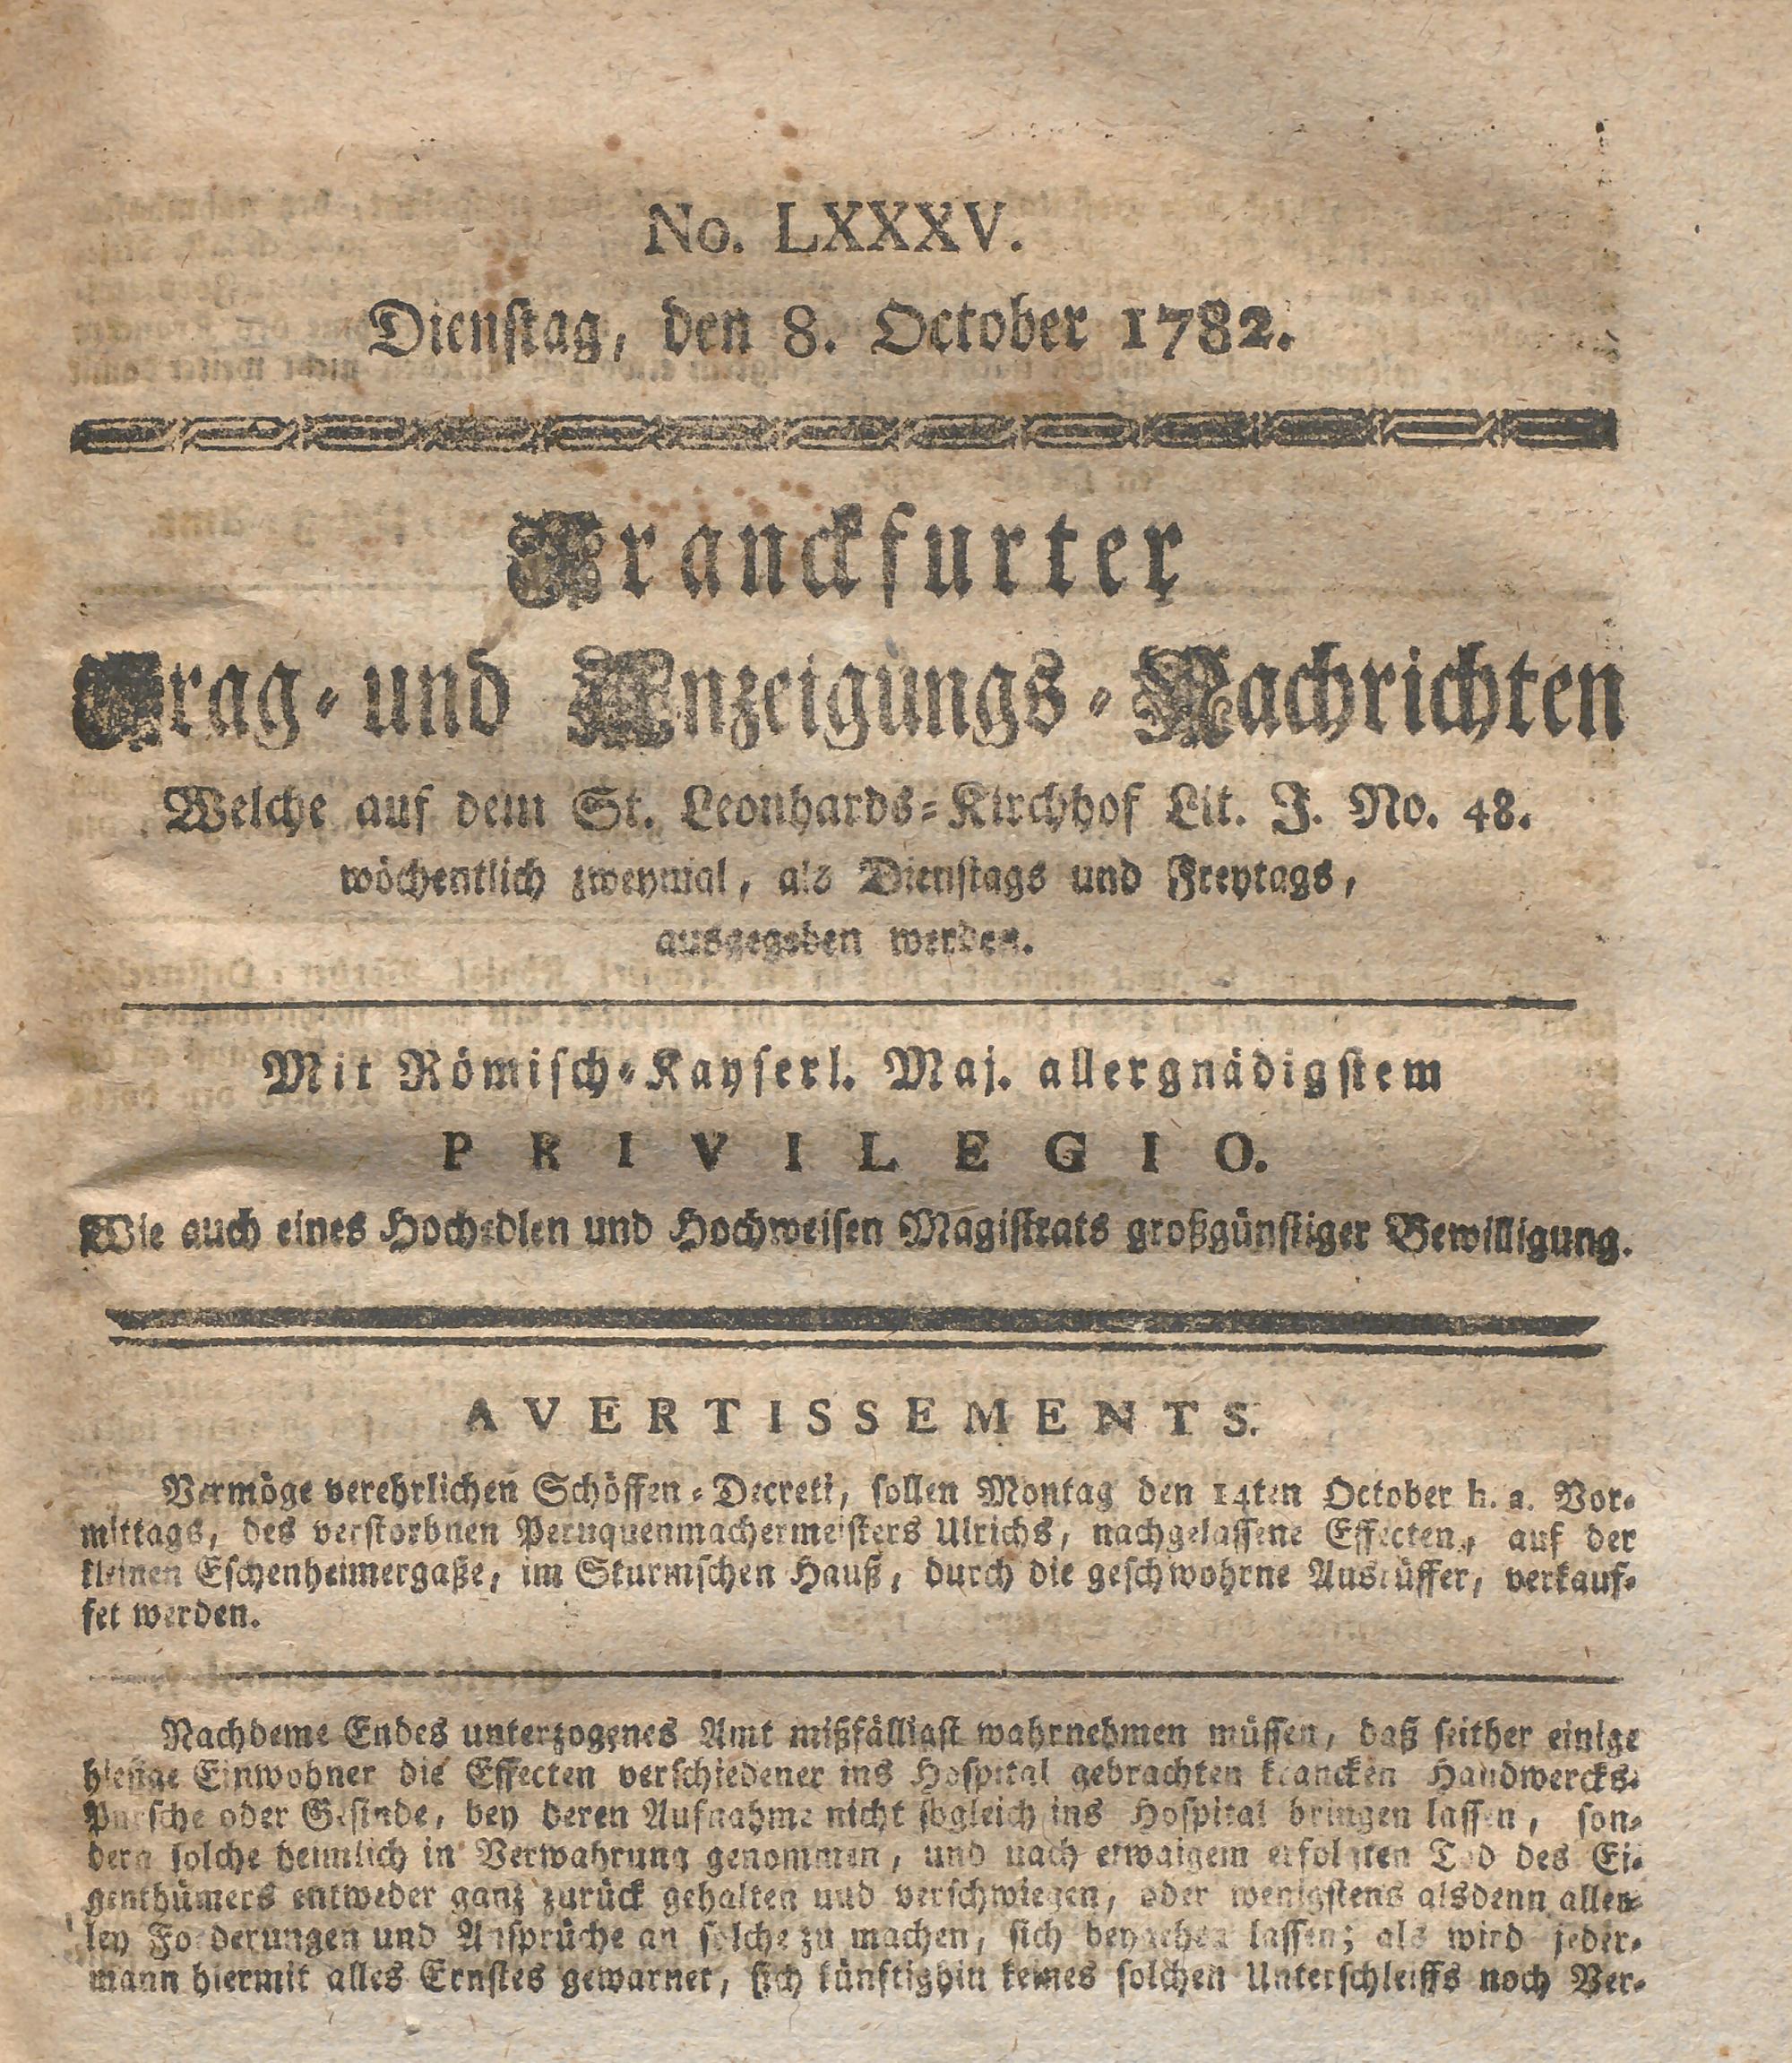 No. LXXXV.
Dienstag, den 8. October 1782.
Franckfurter
Frag- und Anzeigungs-Nachrichten
Welche auf dem St. Leonhards-Kirchhof Lit. J. No. 48.
wöchentlich zweymal, als Dienstags und Freytags,
ausgegeben werden.
Mit Römisch-Kayserl. Maj. allergnädigstem
PRIVILEGIO.
Wie auch eines Hochedlen und Hochweisen Magistrats großgünstiger Bewilligung.
AVERTISSEMENTS.
Vermöge verehrlichen Schöffen-Decreti, sollen Montag den 14ten October h. a. Vor-
mittags, des verstorbnen Peruquenmachermeisters Ulrichs, nachgelassene Effecten, auf der
kleinen Eschenheimergaße, im Sturmschen Hauß, durch die geschwohrne Ausrüffer, verkauf-
fet werden.
Nachdeme Endes unterzogenes Amt mißfälligst wahrnehmen müssen, daß seither einige
hiesige Einwohner die Effecten verschiedener ins Hospital gebrachten krancken Handwercks-
Pursche oder Gesinde, bey deren Aufnahme nicht sogleich ins Hospital bringen lassen, son-
dern solche heimlich in Verwahrung genommen, und nach etwaigem erfolgten Tod des Ei-
genthümers entweder ganz zurück gehalten und verschwiegen, oder wenigstens alsdenn aller-
ley Forderungen und Ansprüche an solche zu machen, sich beygehen lassen; als wird jeder-
mann hiermit alles Ernstes gewarnet, sich künftighin keines solchen Unterschleiffs noch Ver-